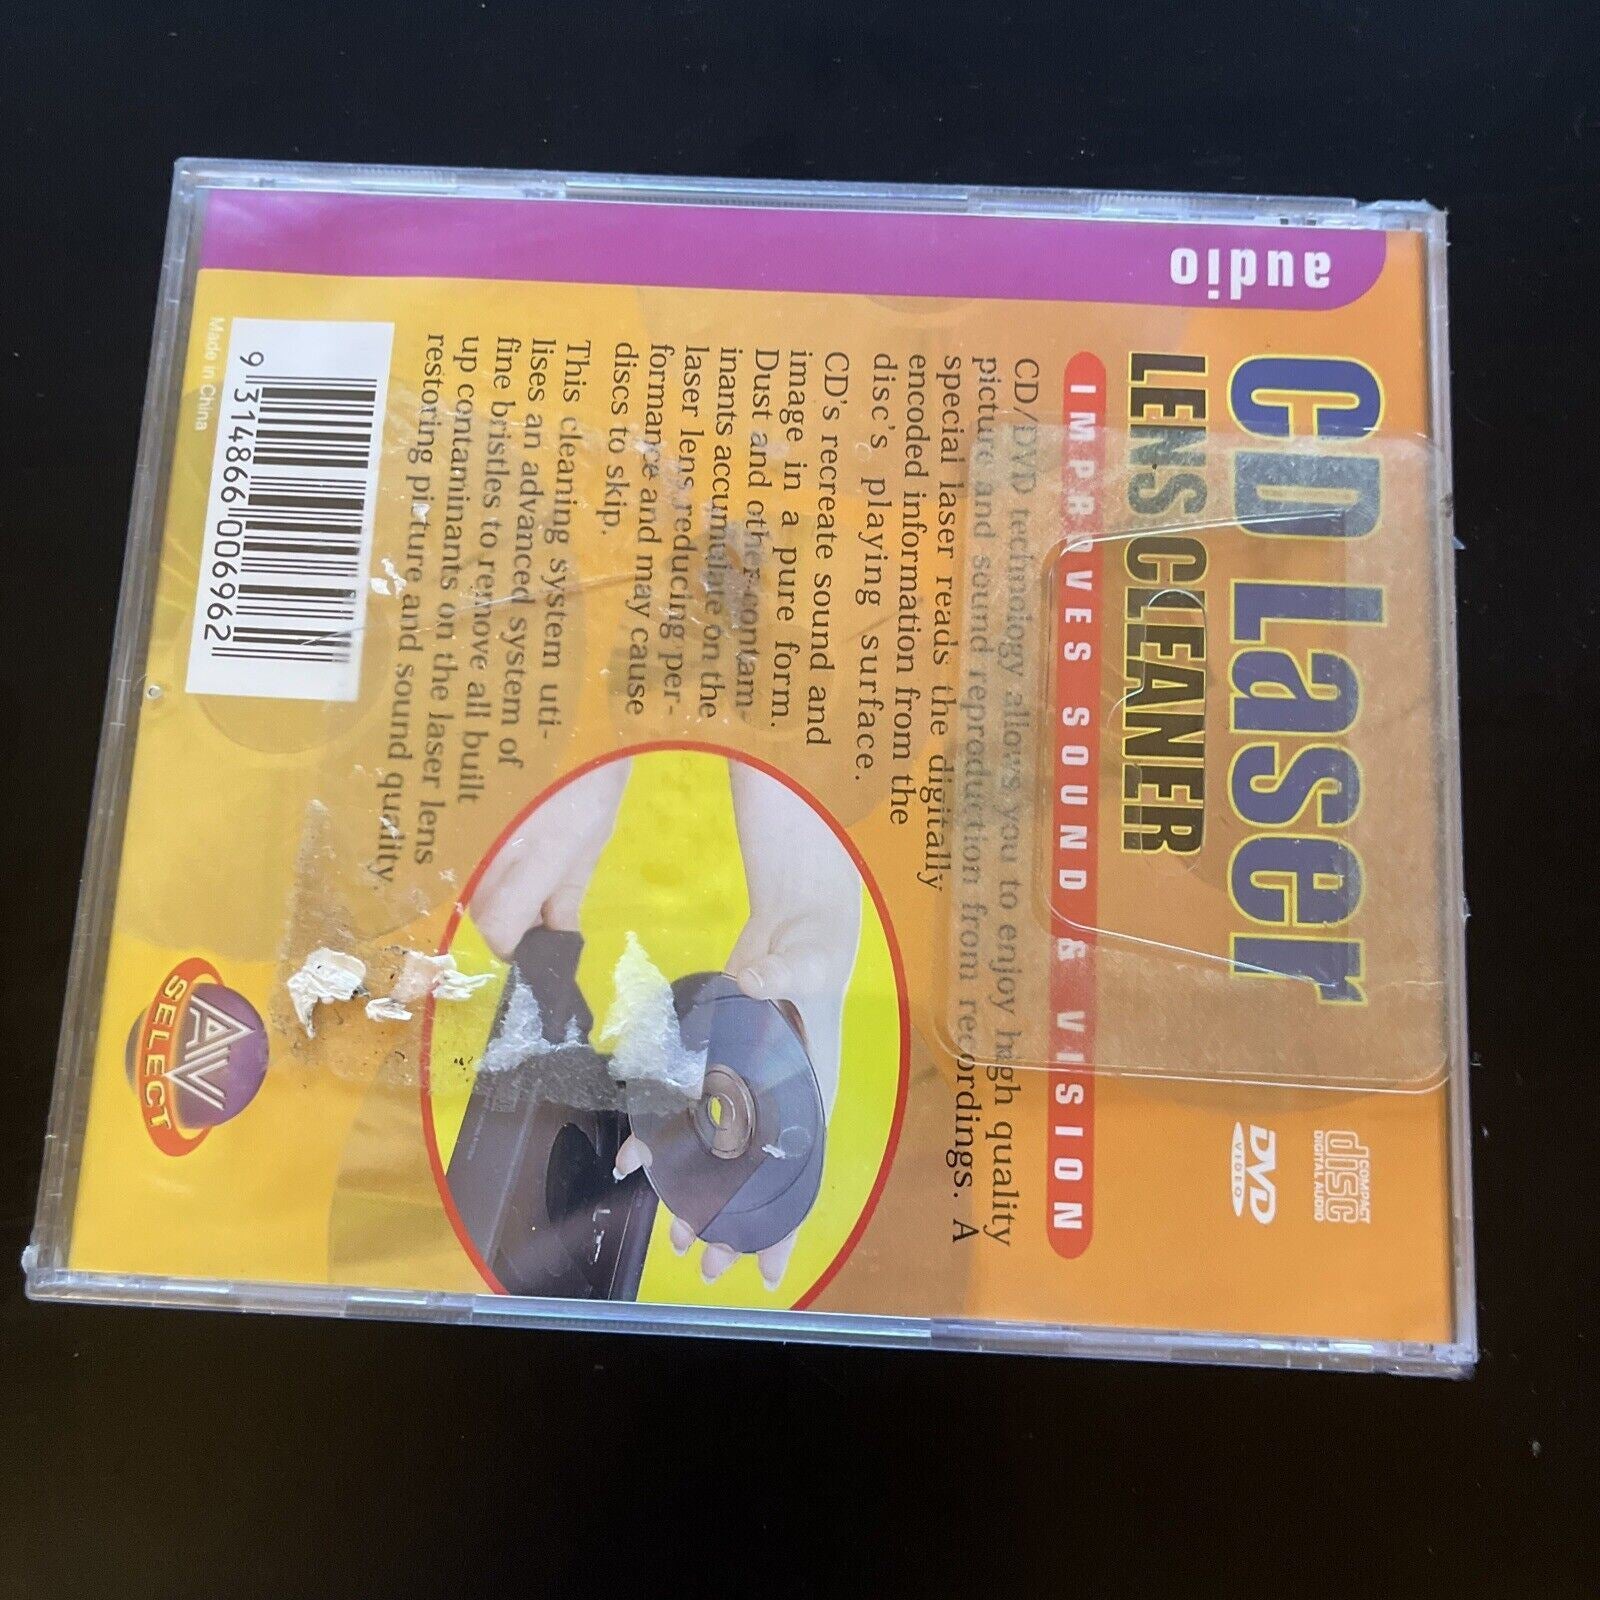 audio
CD Laser
LENS CLEANER
IMPRVES SOUND & VISION
COMPACT
disc
DIGITAL AUDIO
DVD
VIDEO
CD/DVD technology allows you to enjoy high quality
picture and sound reproduction from recordings. A
special laser reads the digitally
encoded information from the
disc's playing surface.
CD's recreate sound and
image in a pure form.
Dust and other contam-
inants accumulate on the
laser lens reducing per-
formance and may cause
discs to skip.
This cleaning system uti-
lises an advanced system of
fine bristles to remove all built
up contaminants on the laser lens
restoring picture and sound quality.
9 314866 006962
Made in China
AV
SELECT